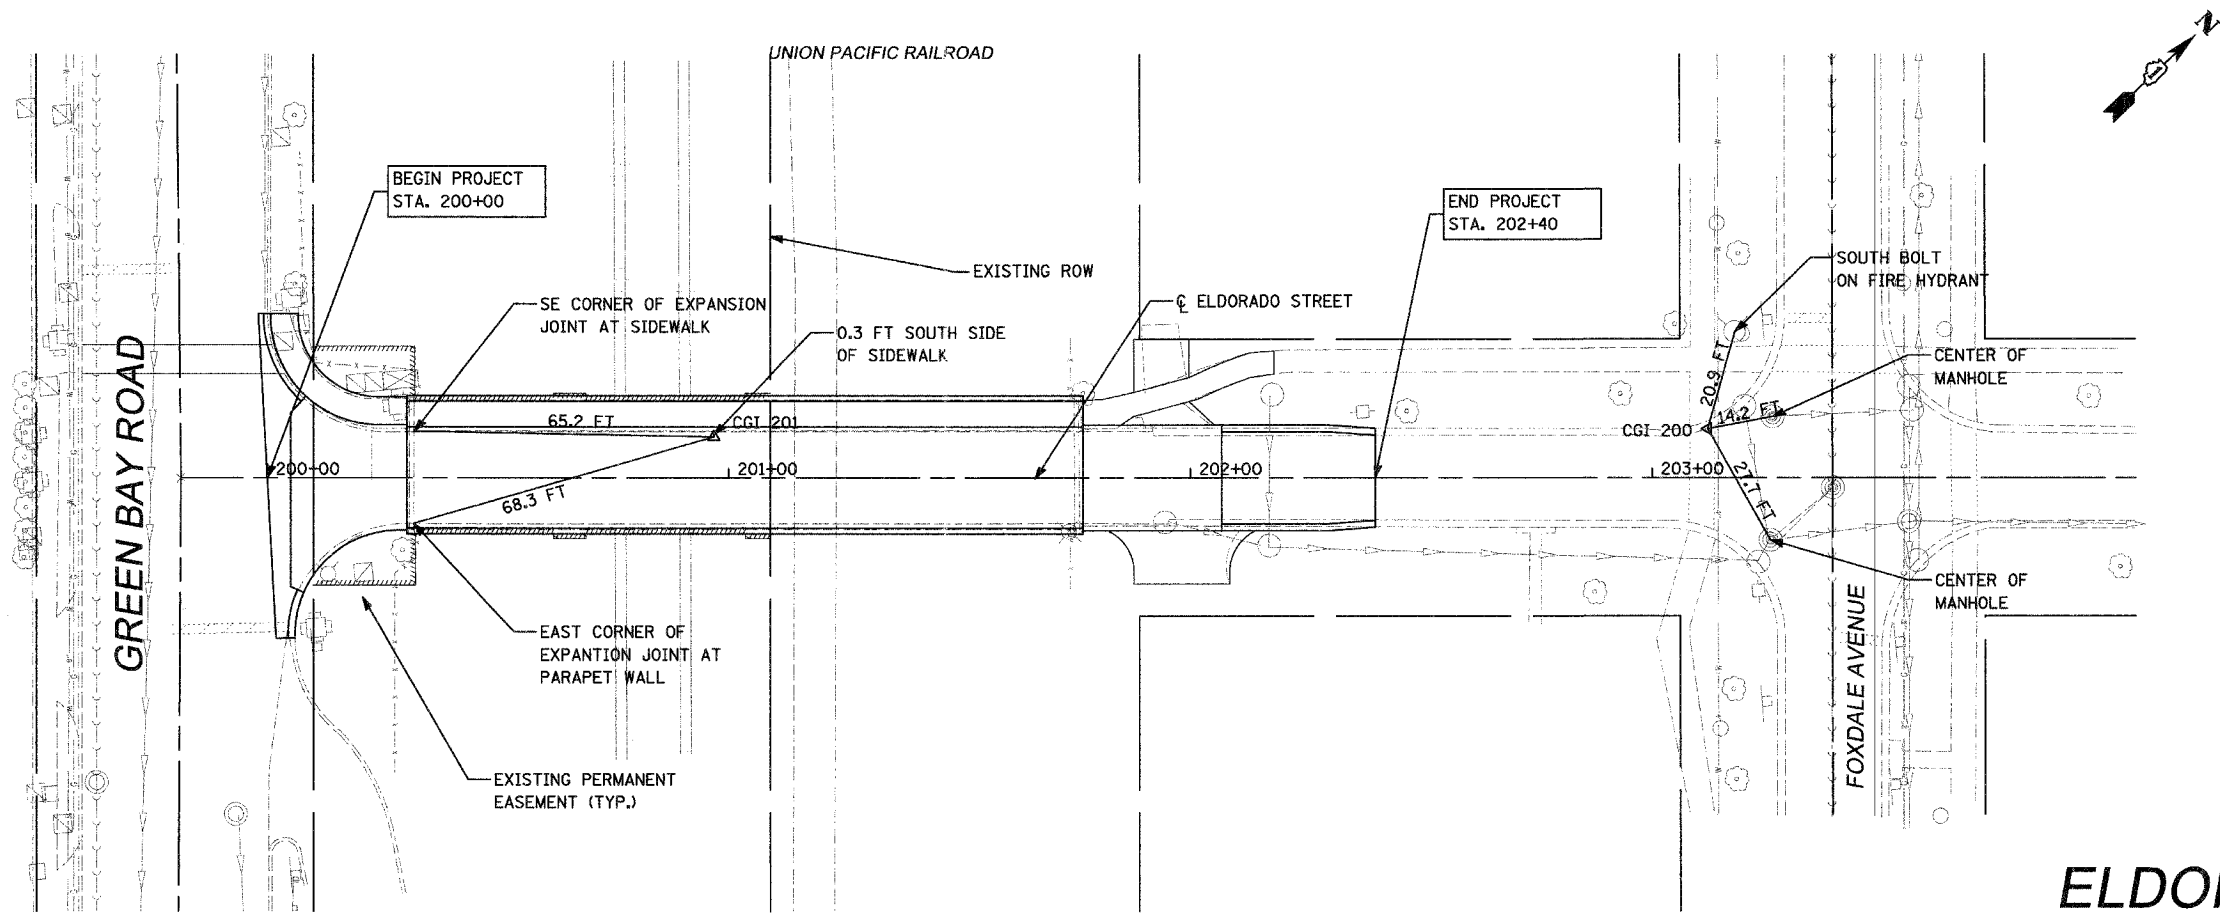 N
UNION PACIFIC RAILROAD
BEGIN PROJECT
STA. 200+00
END PROJECT
STA. 202+40
EXISTING ROW
SOUTH BOLT
ON FIRE HYDRANT
SE CORNER OF EXPANSION
JOINT AT SIDEWALK
℄ ELDORADO STREET
0.3 FT SOUTH SIDE
OF SIDEWALK
CENTER OF
MANHOLE
20.9 FT
14.2 FT
65.2 FT
CGI 201
CGI 200
200+00
201+00
202+00
203+00
27.7 FT
68.3 FT
GREEN BAY ROAD
CENTER OF
MANHOLE
EAST CORNER OF
EXPANTION JOINT AT
PARAPET WALL
FOXDALE AVENUE
EXISTING PERMANENT
EASEMENT (TYP.)